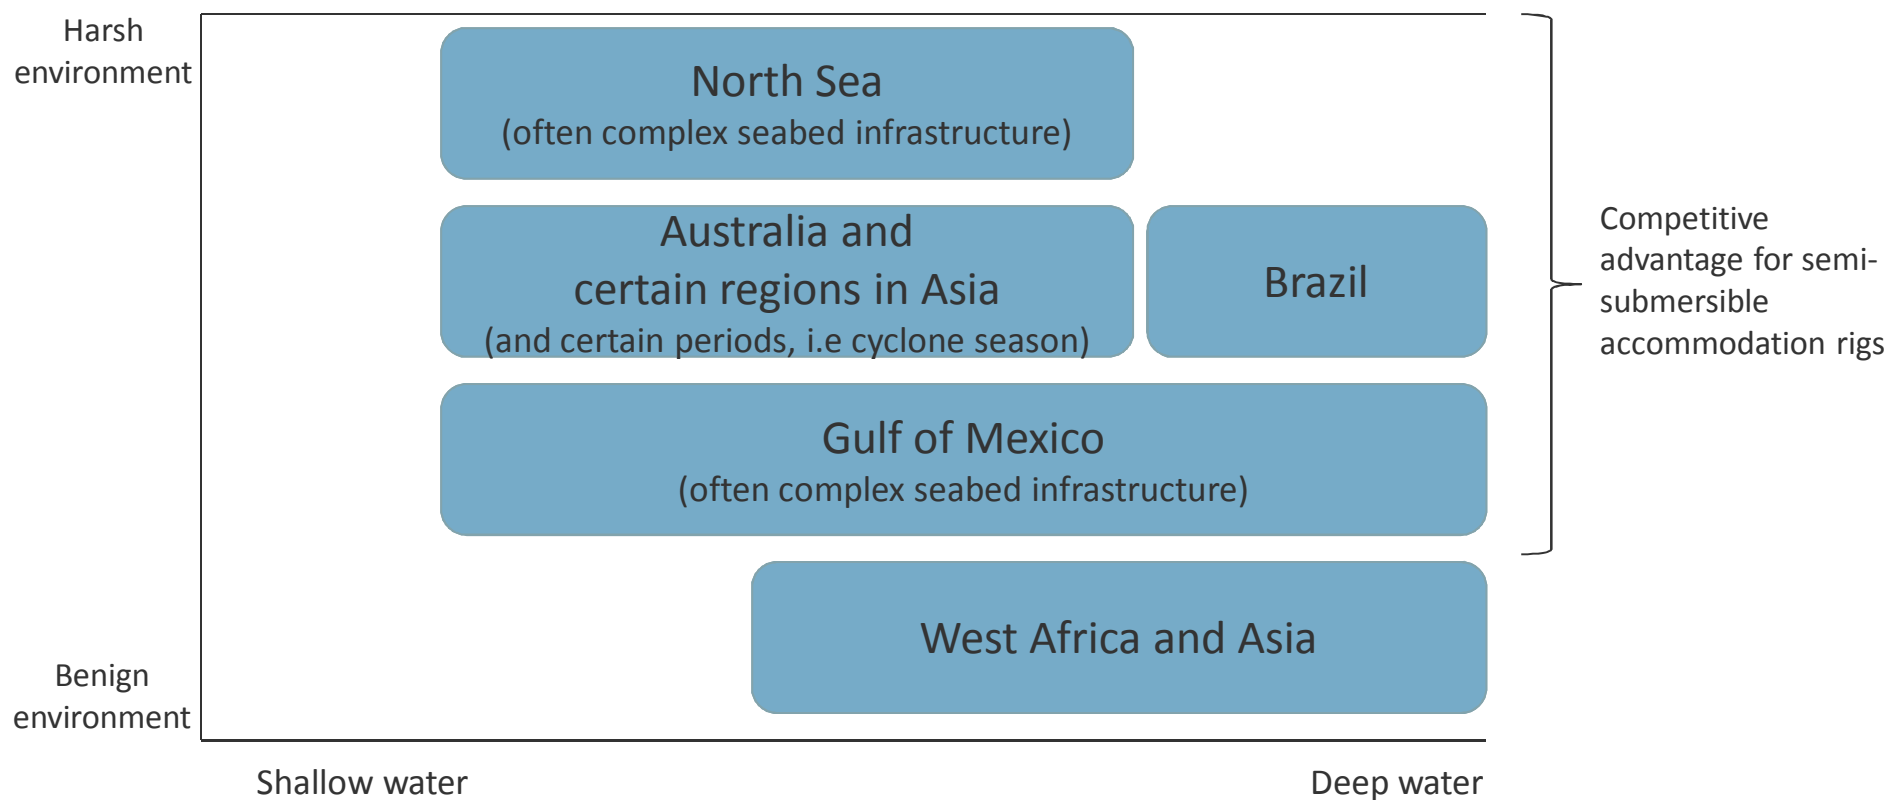 Harsh
environment
North Sea
(often complex seabed infrastructure)
Australia and
certain regions in Asia
(and certain periods, i.e cyclone season)
Brazil
Gulf of Mexico
(often complex seabed infrastructure)
West Africa and Asia
Competitive
advantage for semi-
submersible
accommodation rigs
Benign
environment
Shallow water
Deep water